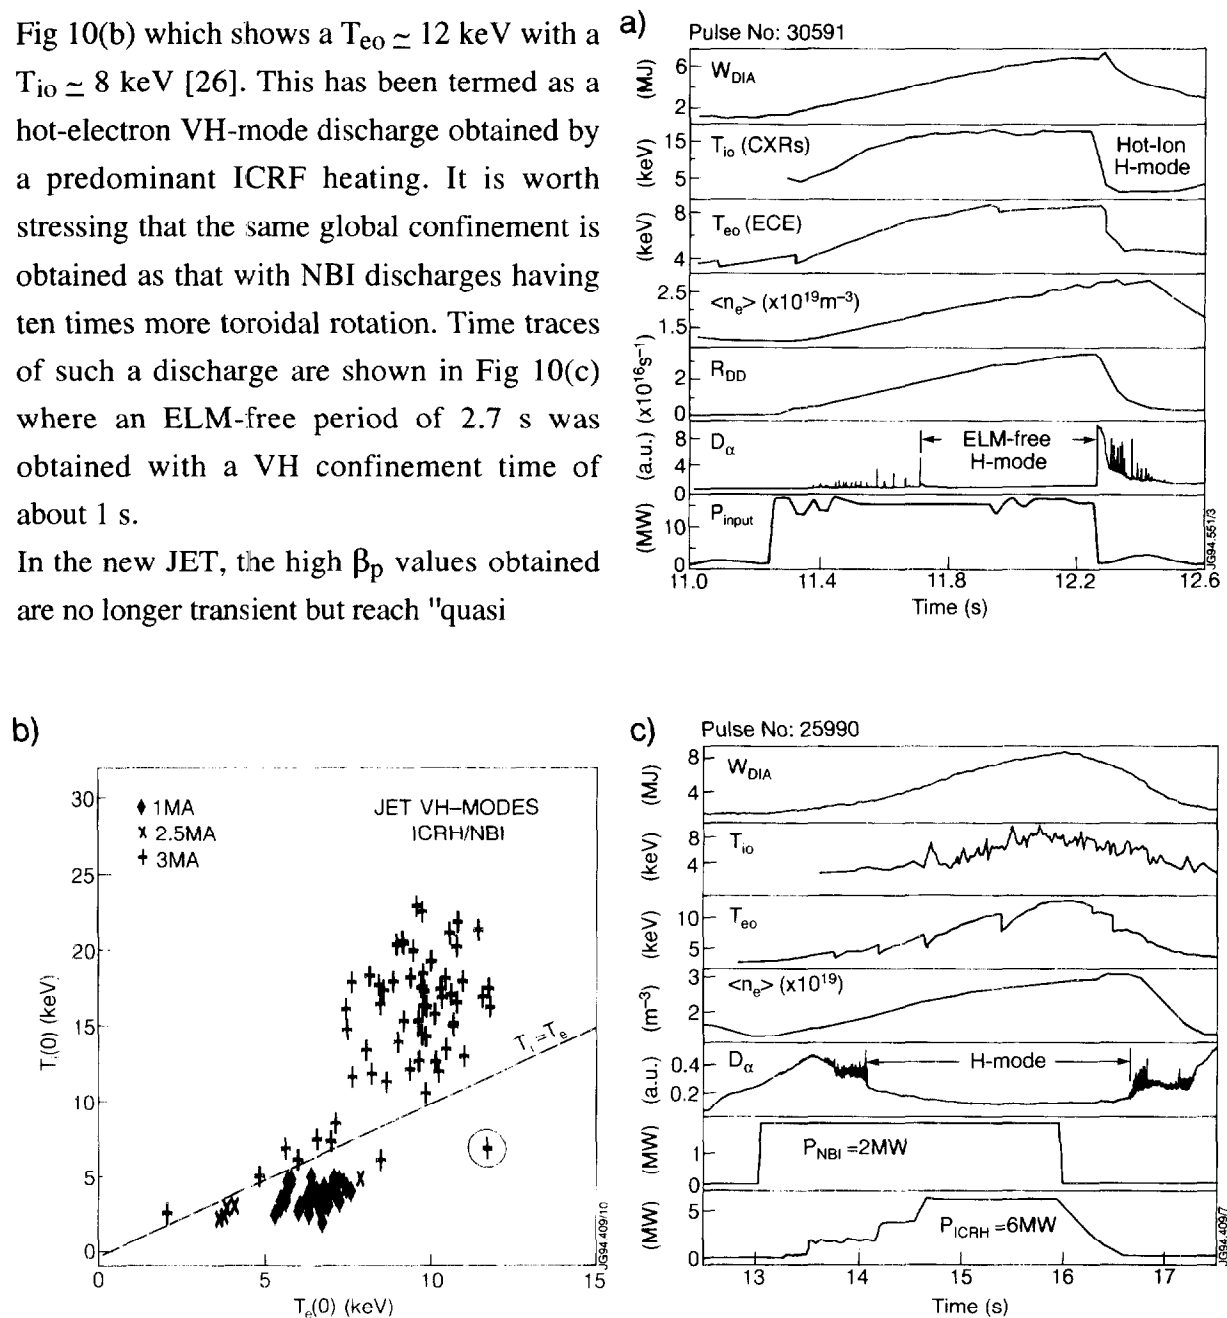 Fig 10(b) which shows a Teo ≃ 12 keV with a
Tio ≃ 8 keV [26]. This has been termed as a
hot-electron VH-mode discharge obtained by
a predominant ICRF heating. It is worth
stressing that the same global confinement is
obtained as that with NBI discharges having
ten times more toroidal rotation. Time traces
of such a discharge are shown in Fig 10(c)
where an ELM-free period of 2.7 s was
obtained with a VH confinement time of
about 1 s.
In the new JET, the high βp values obtained
are no longer transient but reach "quasi
a)
Pulse No: 30591
(MJ)
6
2
WDIA
(keV)
15
5
Tio (CXRs)
Hot-Ion
H-mode
(keV)
8
4
Teo (ECE)
2.5
1.5
<ne> (x10¹⁹m⁻³)
(x10¹⁶s⁻¹)
2
0
RDD
(a.u.)
8
4
0
Dα
ELM-free
H-mode
(MW)
10
0
Pinput
11.0 11.4 11.8 12.2 12.6
Time (s)
JG94.551/3
b)
30
25
20
15
10
5
0
Ti(0) (keV)
1MA
2.5MA
3MA
JET VH–MODES
ICRH/NBI
Ti=Te
0 5 10 15
Te(0) (keV)
JG94.409/10
c)
Pulse No: 25990
(MJ)
8
4
WDIA
(keV)
8
4
Tio
(keV)
10
5
Teo
(m⁻³)
3
2
<ne> (x10¹⁹)
(a.u.)
0.4
0.2
Dα
H-mode
(MW)
1
0
PNBI =2MW
(MW)
5
0
PICRH =6MW
13 14 15 16 17
Time (s)
JG94.409/7